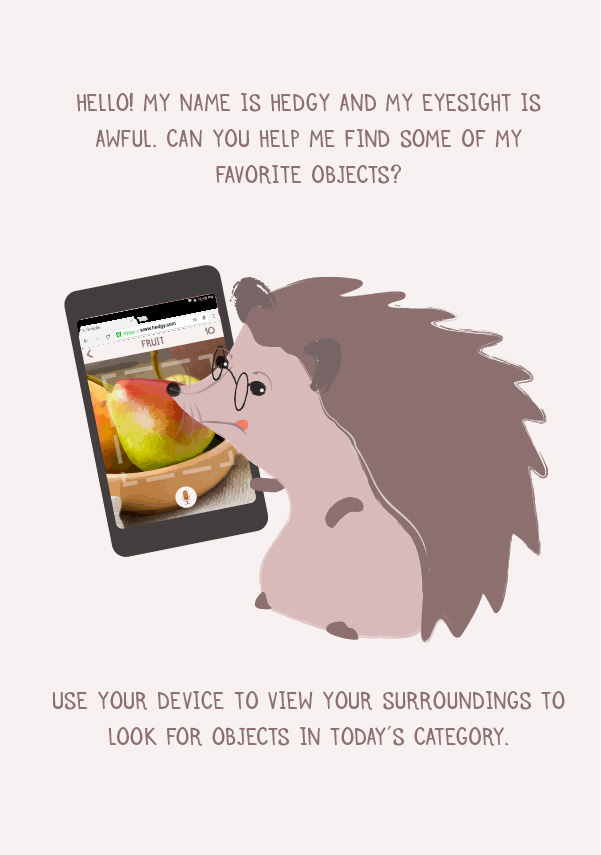 HELLO! MY NAME IS HEDGY AND MY EYESIGHT IS
AWFUL. CAN YOU HELP ME FIND SOME OF MY
FAVORITE OBJECTS?
www.hedgy.com
FRUIT
10
USE YOUR DEVICE TO VIEW YOUR SURROUNDINGS TO
LOOK FOR OBJECTS IN TODAY'S CATEGORY.